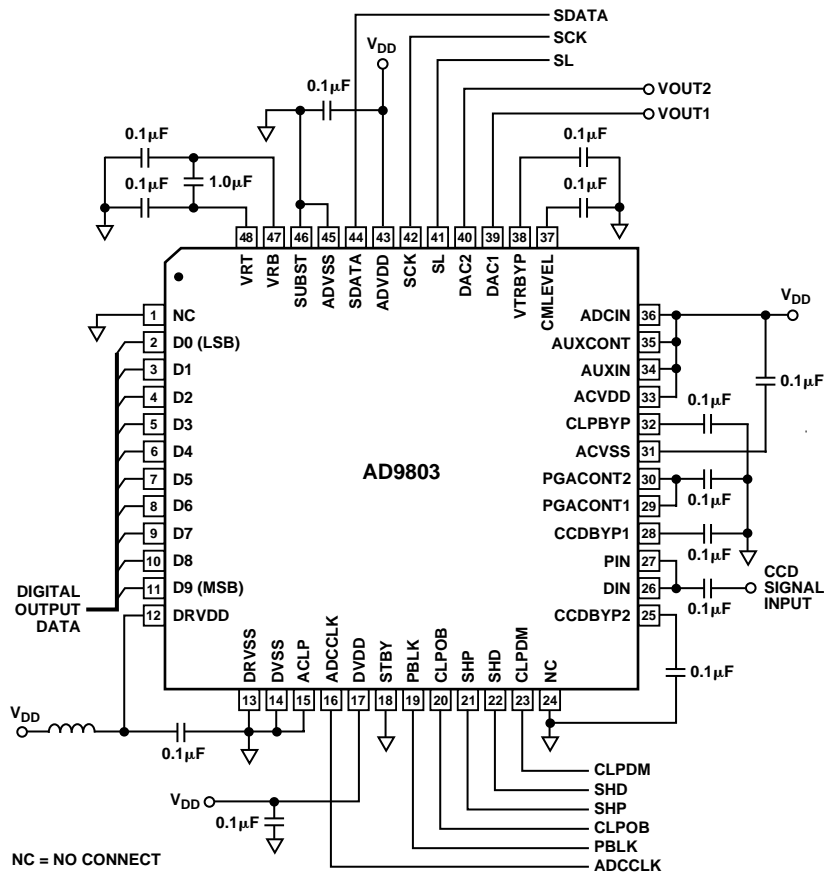 SDATA
SCK
SL
VOUT2
VOUT1
VDD
0.1µF
0.1µF
0.1µF
1.0µF
0.1µF
0.1µF
48 47 46 45 44 43 42 41 40 39 38 37
VRT VRB SUBST ADVSS SDATA ADVDD SCK SL DAC2 DAC1 VTRBYP CMLEVEL
1 NC
2 D0 (LSB)
3 D1
4 D2
5 D3
6 D4
7 D5
8 D6
9 D7
10 D8
11 D9 (MSB)
12 DRVDD
DIGITAL
OUTPUT
DATA
AD9803
ADCIN 36
AUXCONT 35
AUXIN 34
ACVDD 33
CLPBYP 32
ACVSS 31
PGACONT2 30
PGACONT1 29
CCDBYP1 28
PIN 27
DIN 26
CCDBYP2 25
VDD
0.1µF
0.1µF
0.1µF
0.1µF
0.1µF
CCD
SIGNAL
INPUT
0.1µF
DRVSS DVSS ACLP ADCCLK DVDD STBY PBLK CLPOB SHP SHD CLPDM NC
13 14 15 16 17 18 19 20 21 22 23 24
VDD
0.1µF
VDD
0.1µF
CLPDM
SHD
SHP
CLPOB
PBLK
ADCCLK
NC = NO CONNECT